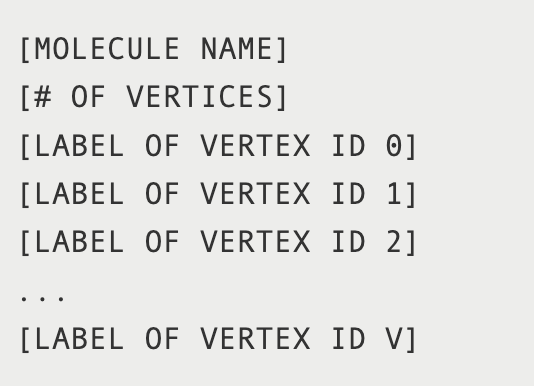 [MOLECULE NAME]
[# OF VERTICES]
[LABEL OF VERTEX ID 0]
[LABEL OF VERTEX ID 1]
[LABEL OF VERTEX ID 2]
...
[LABEL OF VERTEX ID V]